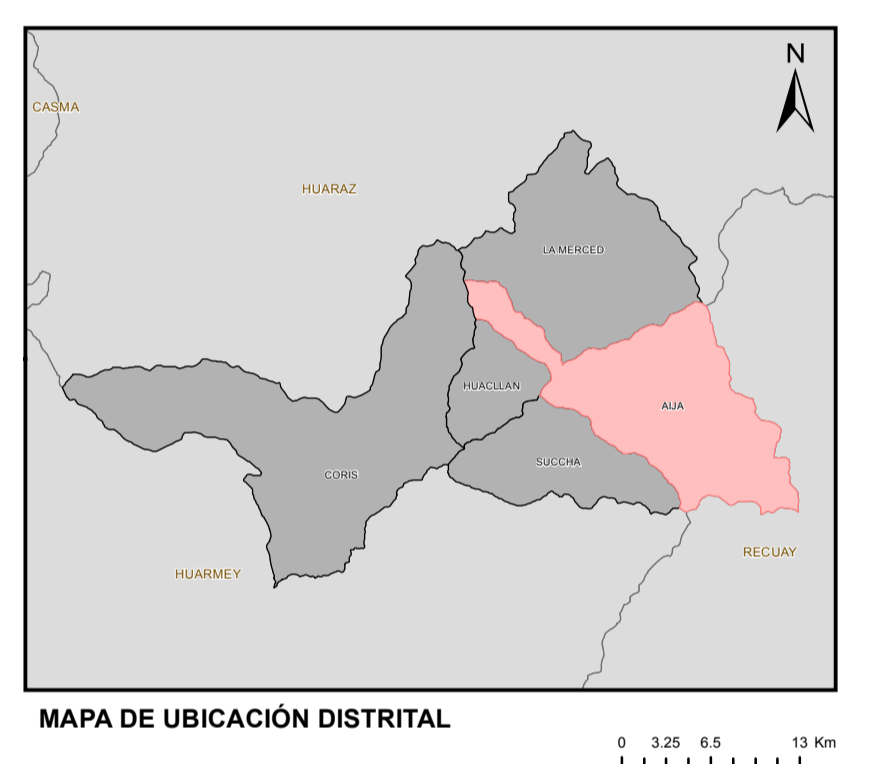 N
CASMA
HUARAZ
LA MERCED
HUACLLAN
AIJA
SUCCHA
CORIS
RECUAY
HUARMEY
MAPA DE UBICACIÓN DISTRITAL
0 3.25 6.5 13 Km